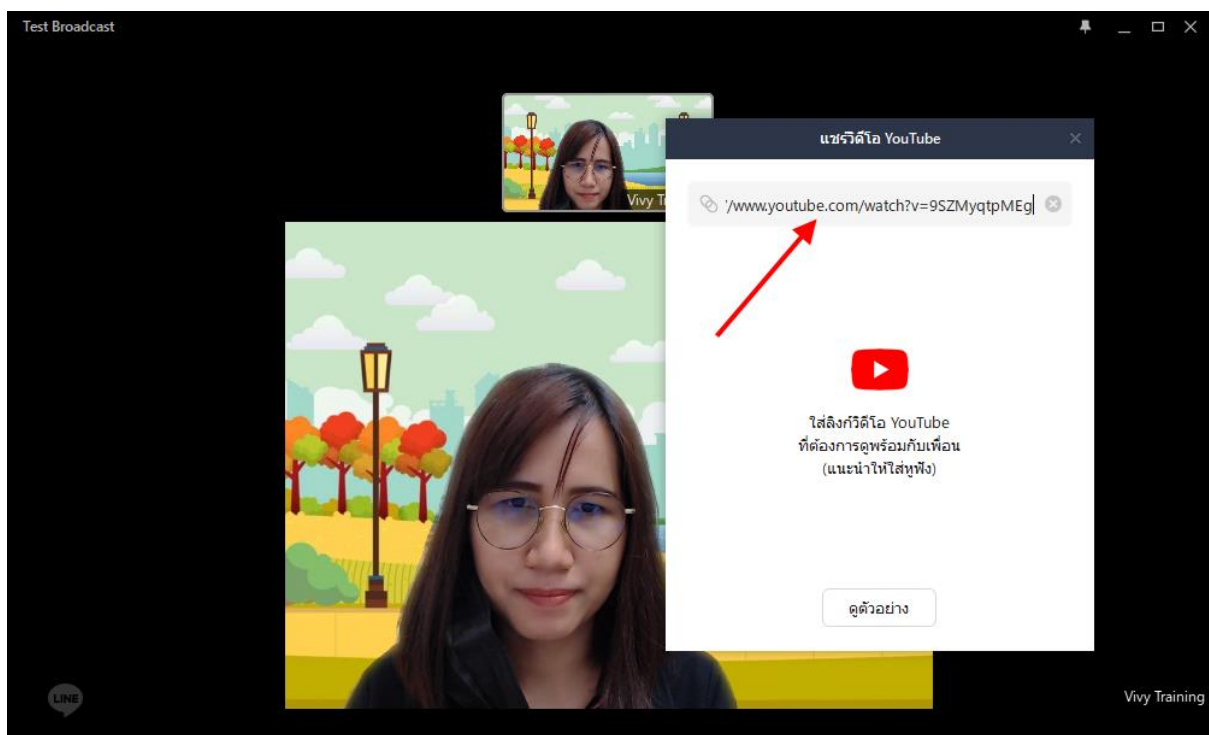 Test Broadcast
Vivy T
แชร์วิดีโอ YouTube
/www.youtube.com/watch?v=9SZMyqtpMEg
ใส่ลิงก์วิดีโอ YouTube
ที่ต้องการดูพร้อมกับเพื่อน
(แนะนำให้ใส่หูฟัง)
ดูตัวอย่าง
LINE
Vivy Training